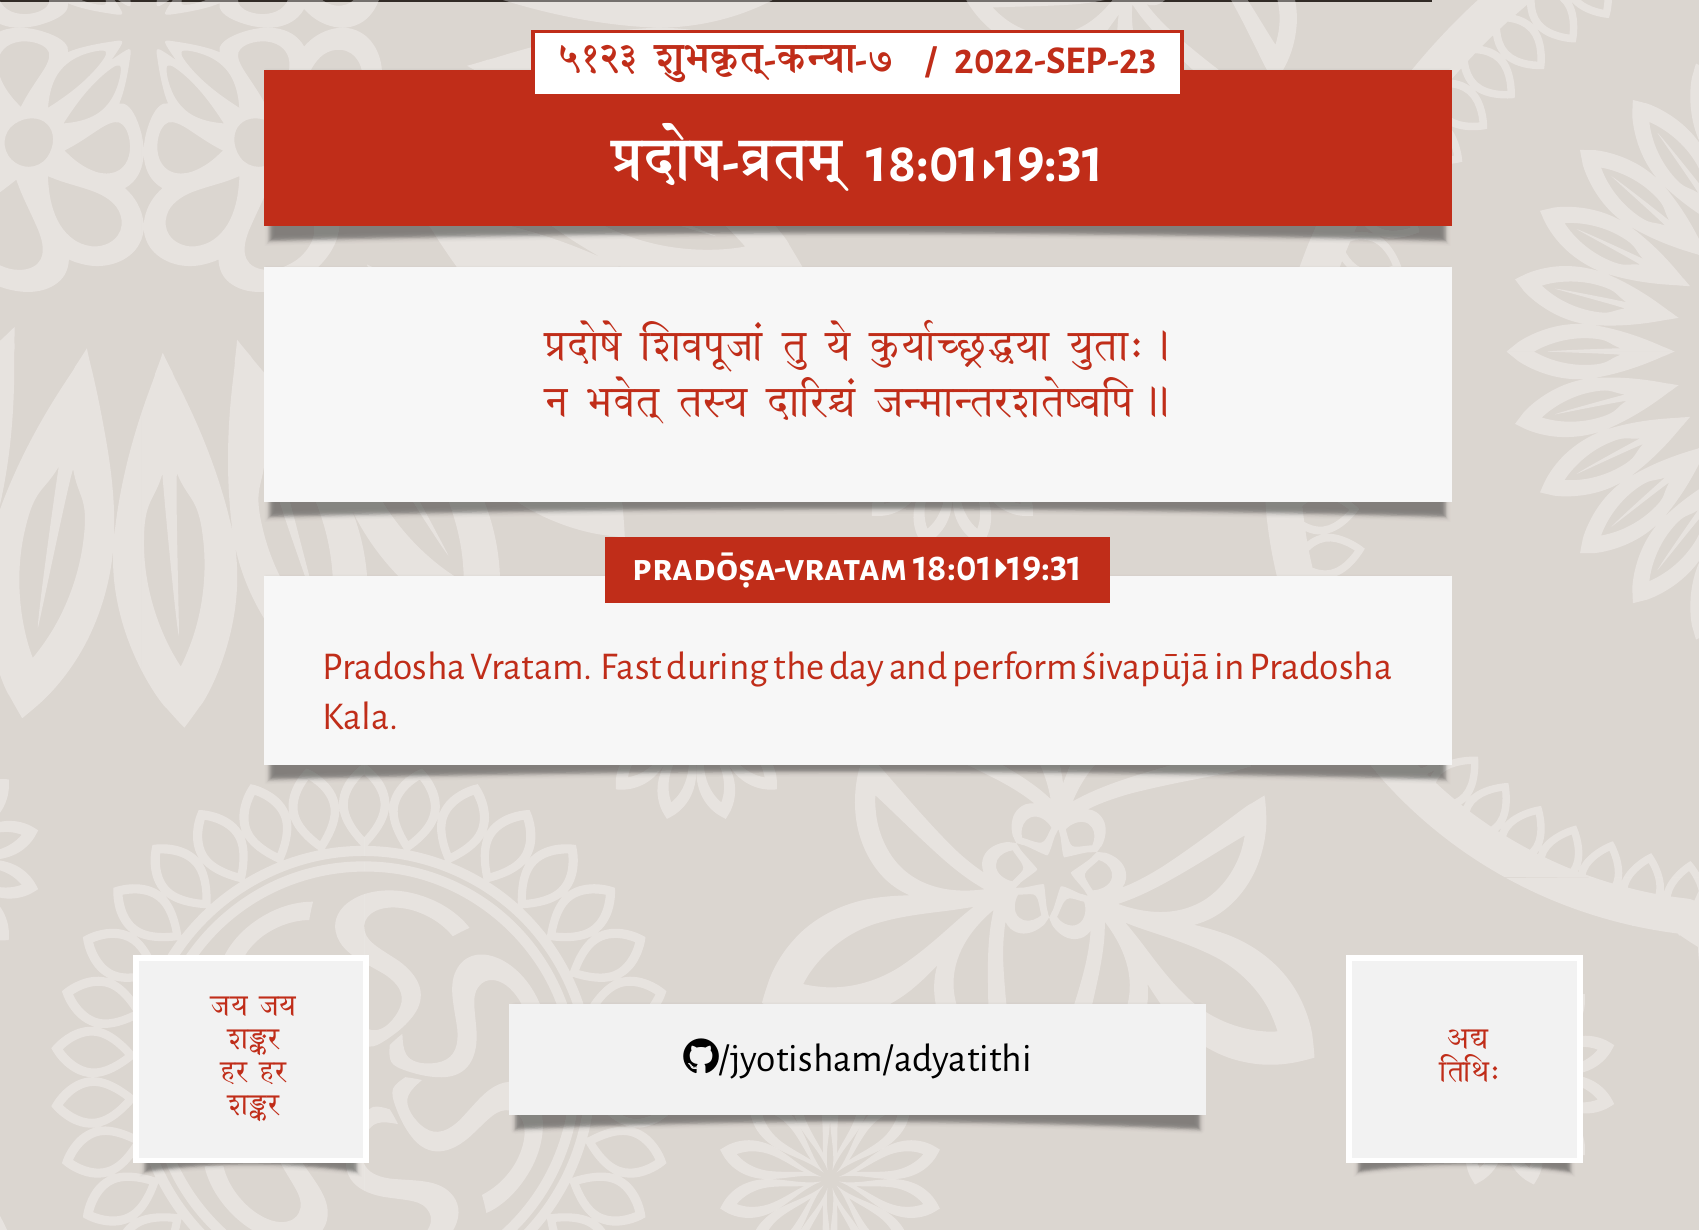 ५१२३ शुभकृत्-कन्या-७ / 2022-SEP-23
प्रदोष-व्रतम् 18:01▸19:31
प्रदोषे शिवपूजां तु ये कुर्याच्छ्रद्धया युताः ।
न भवेत् तस्य दारिद्र्यं जन्मान्तरशतेष्वपि ॥
PRADŌṢA-VRATAM 18:01▸19:31
Pradosha Vratam. Fast during the day and perform śivapūjā in Pradosha
Kala.
जय जय
शङ्कर
हर हर
शङ्कर
/jyotisham/adyatithi
अद्य
तिथिः